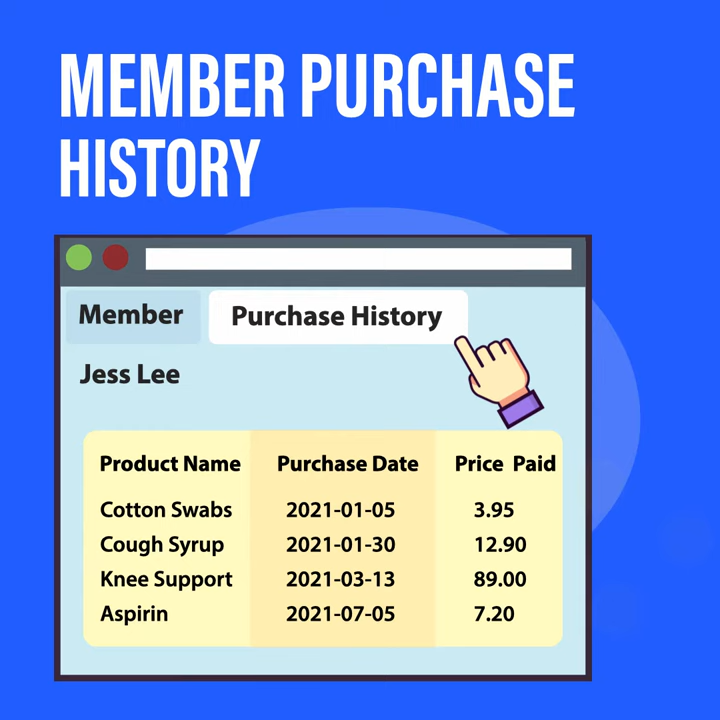 MEMBER PURCHASE
HISTORY
Member Purchase History
Jess Lee
Product Name Purchase Date Price Paid
Cotton Swabs 2021-01-05 3.95
Cough Syrup 2021-01-30 12.90
Knee Support 2021-03-13 89.00
Aspirin 2021-07-05 7.20